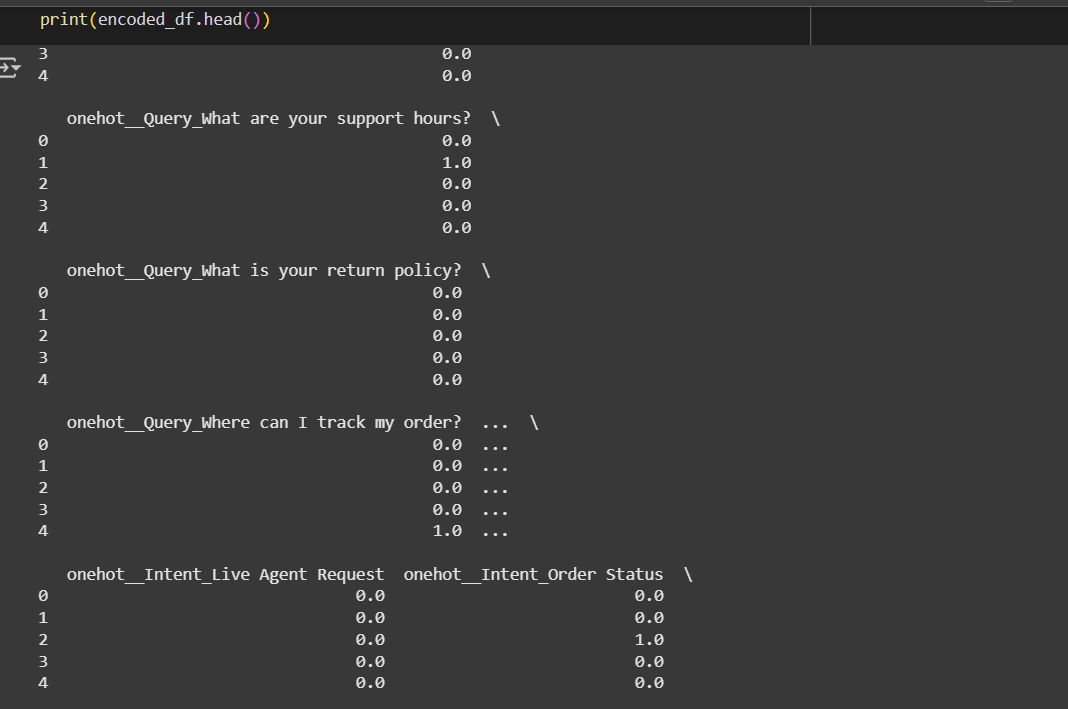 print(encoded_df.head())
3 0.0
4 0.0
onehot__Query_What are your support hours? \
0 0.0
1 1.0
2 0.0
3 0.0
4 0.0
onehot__Query_What is your return policy? \
0 0.0
1 0.0
2 0.0
3 0.0
4 0.0
onehot__Query_Where can I track my order? ... \
0 0.0 ...
1 0.0 ...
2 0.0 ...
3 0.0 ...
4 1.0 ...
onehot__Intent_Live Agent Request onehot__Intent_Order Status \
0 0.0 0.0
1 0.0 0.0
2 0.0 1.0
3 0.0 0.0
4 0.0 0.0